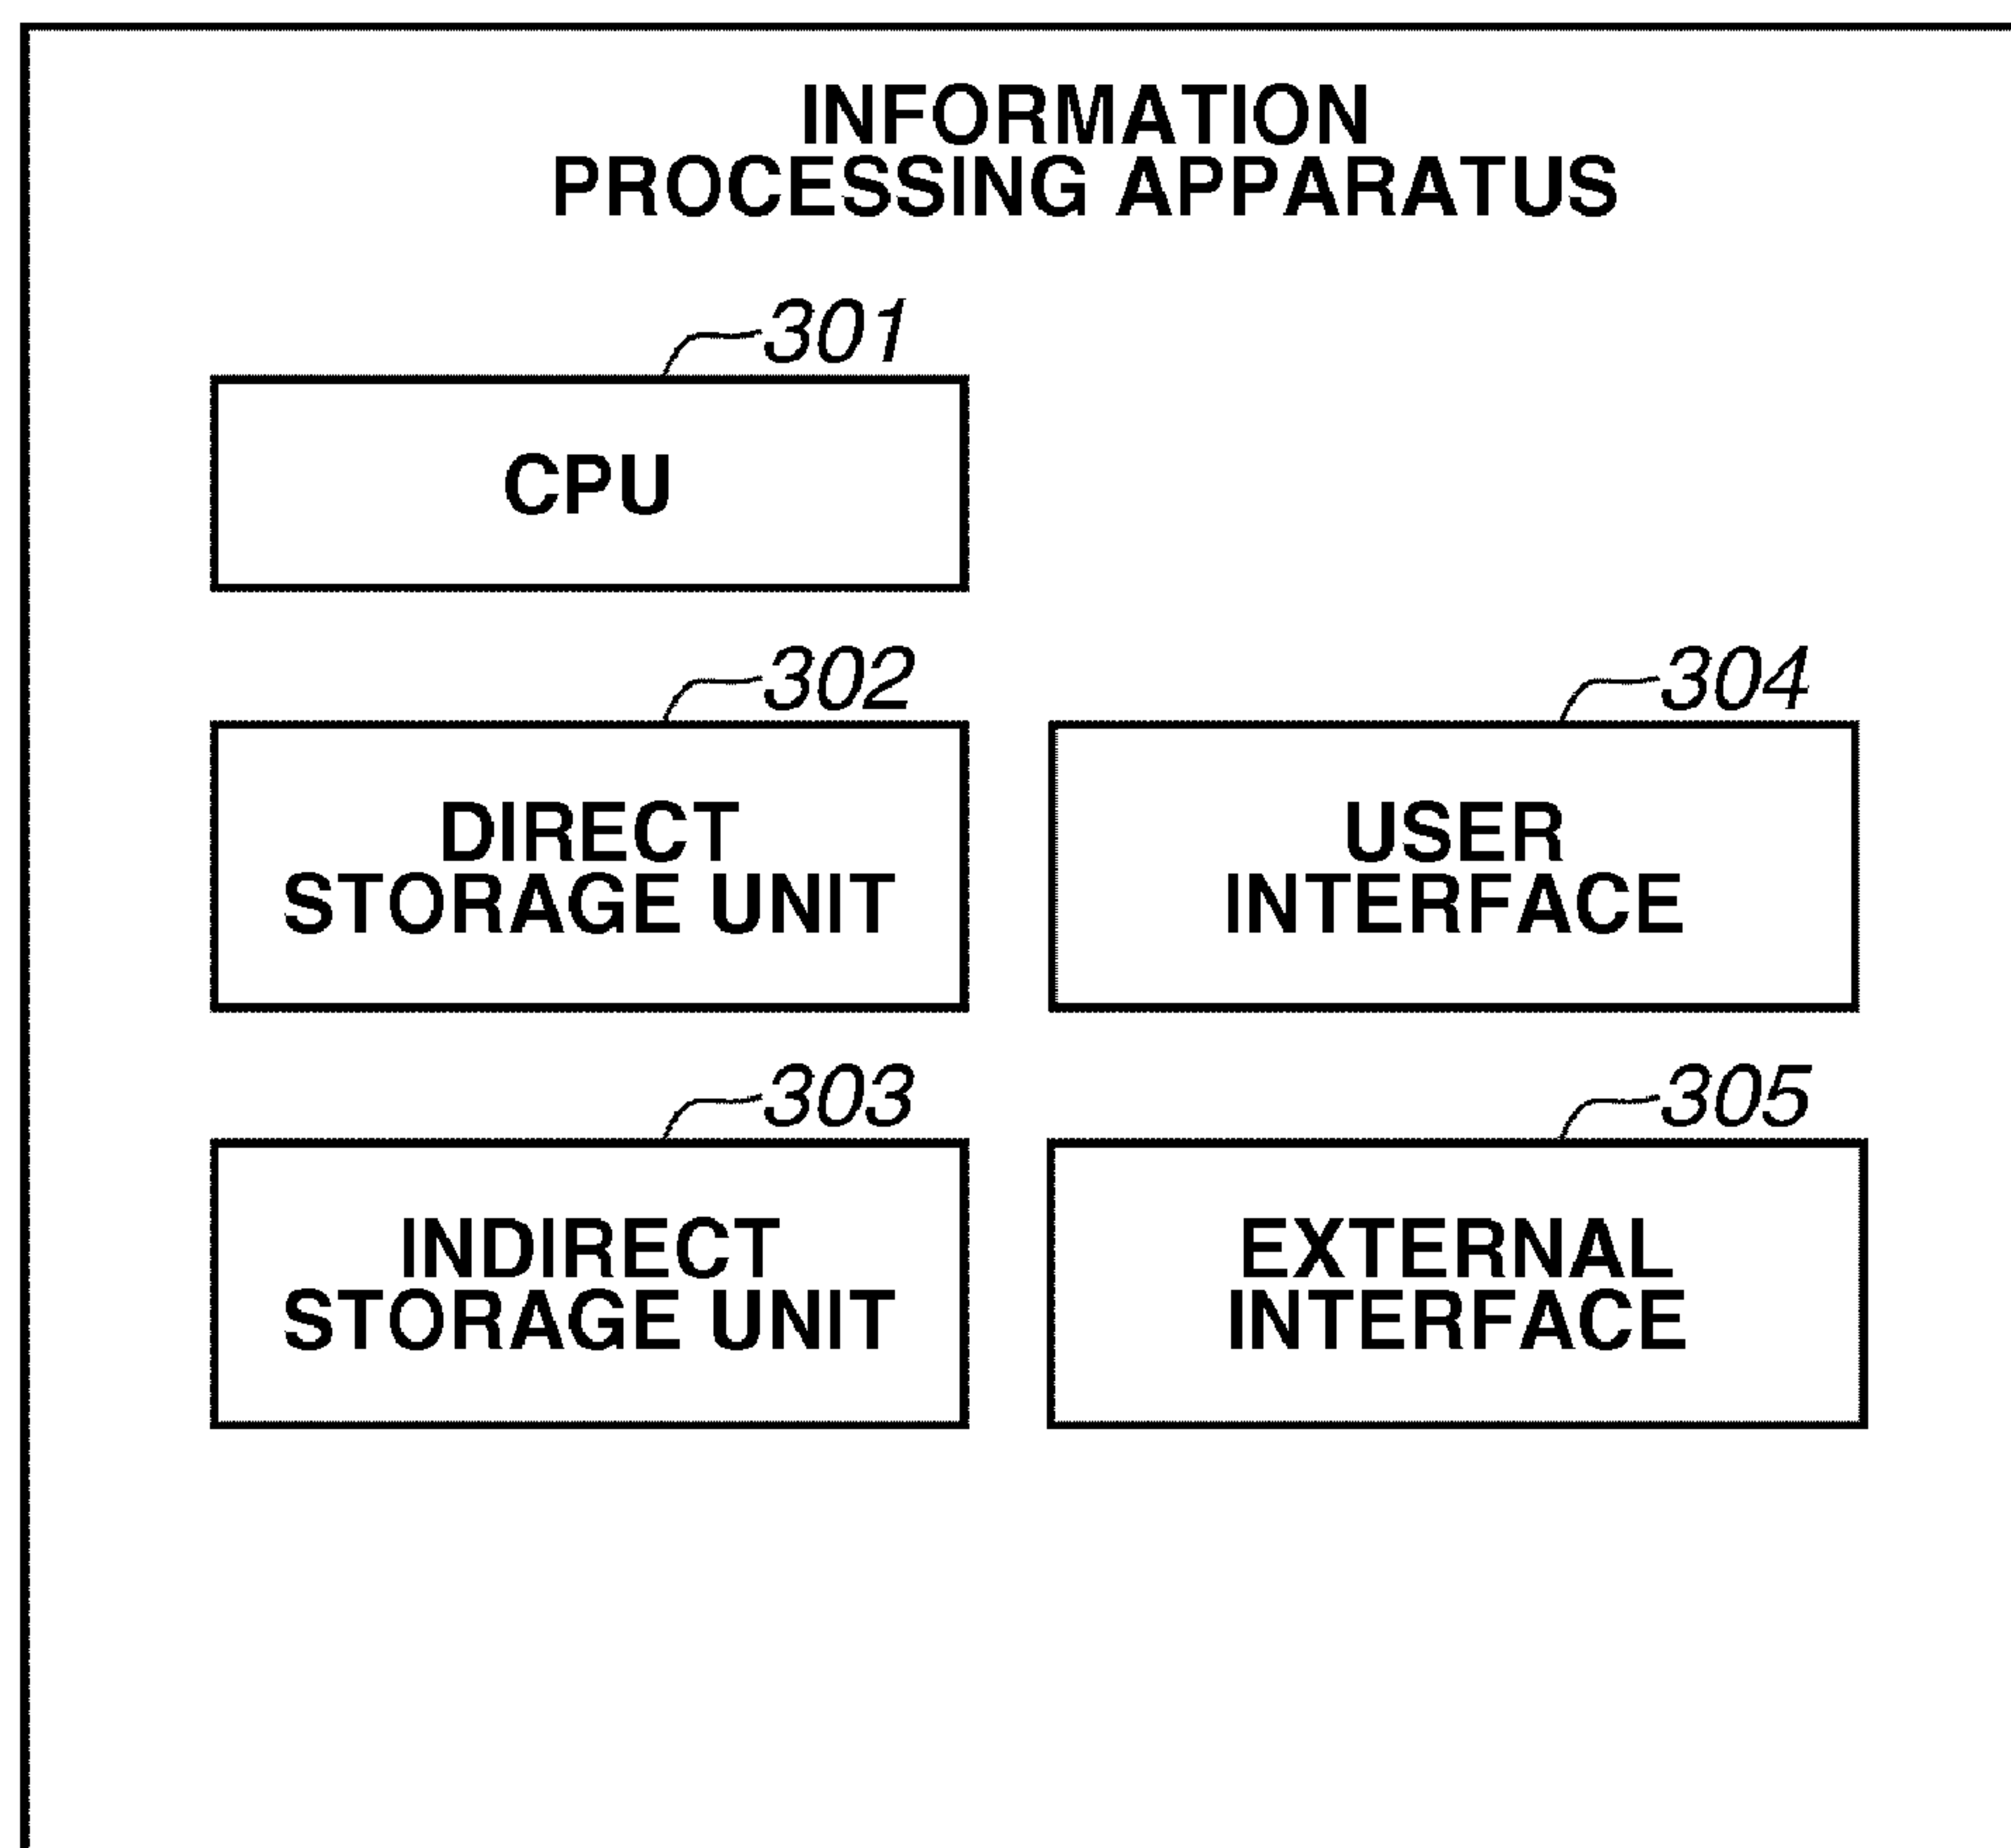 INFORMATION
PROCESSING APPARATUS
301
CPU
302
DIRECT
STORAGE UNIT
304
USER
INTERFACE
303
INDIRECT
STORAGE UNIT
305
EXTERNAL
INTERFACE